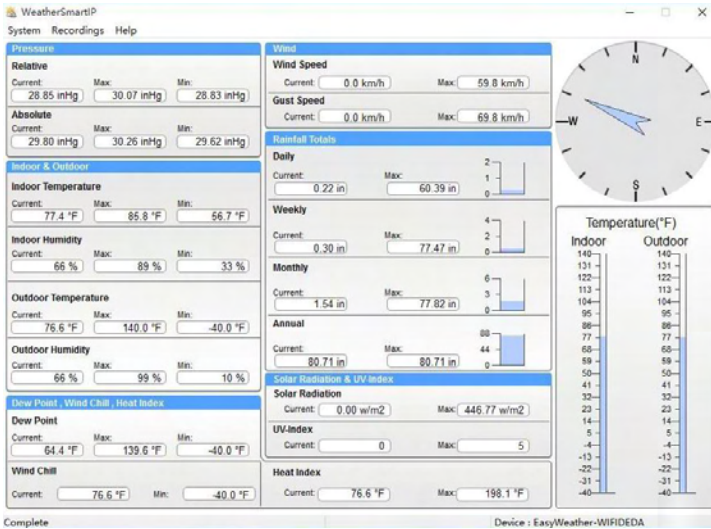 WeatherSmartIP
System Recordings Help
Pressure
Relative
Current: Max: Min:
28.85 inHg 30.07 inHg 28.83 inHg
Absolute
Current: Max: Min:
29.80 inHg 30.26 inHg 29.62 inHg
Indoor & Outdoor
Indoor Temperature
Current: Max: Min:
77.4 °F 85.8 °F 56.7 °F
Indoor Humidity
Current: Max: Min:
66 % 89 % 33 %
Outdoor Temperature
Current: Max: Min:
76.6 °F 140.0 °F -40.0 °F
Outdoor Humidity
Current: Max: Min:
66 % 99 % 10 %
Dew Point , Wind Chill , Heat Index
Dew Point
Current: Max: Min:
64.4 °F 139.6 °F -40.0 °F
Wind Chill
Current: 76.6 °F Min: -40.0 °F
Wind
Wind Speed
Current: 0.0 km/h Max: 59.8 km/h
Gust Speed
Current: 0.0 km/h Max: 69.8 km/h
Rainfall Totals
Daily
Current: Max:
0.22 in 60.39 in
2
1
0
Weekly
Current: Max:
0.30 in 77.47 in
4
2
0
Monthly
Current: Max:
1.54 in 77.82 in
6
3
0
Annual
Current: Max:
80.71 in 80.71 in
88
44
0
Solar Radiation & UV-Index
Solar Radiation
Current: 0.00 w/m2 Max: 446.77 w/m2
UV-Index
Current: 0 Max: 5
Heat Index
Current: 76.6 °F Max: 198.1 °F
N
W E
S
Temperature(°F)
Indoor Outdoor
140 140
131 131
122 122
113 113
104 104
95 95
86 86
77 77
68 68
59 59
50 50
41 41
32 32
23 23
14 14
5 5
-4 -4
-13 -13
-22 -22
-31 -31
-40 -40
Complete
Device : EasyWeather-WIFIDEDA